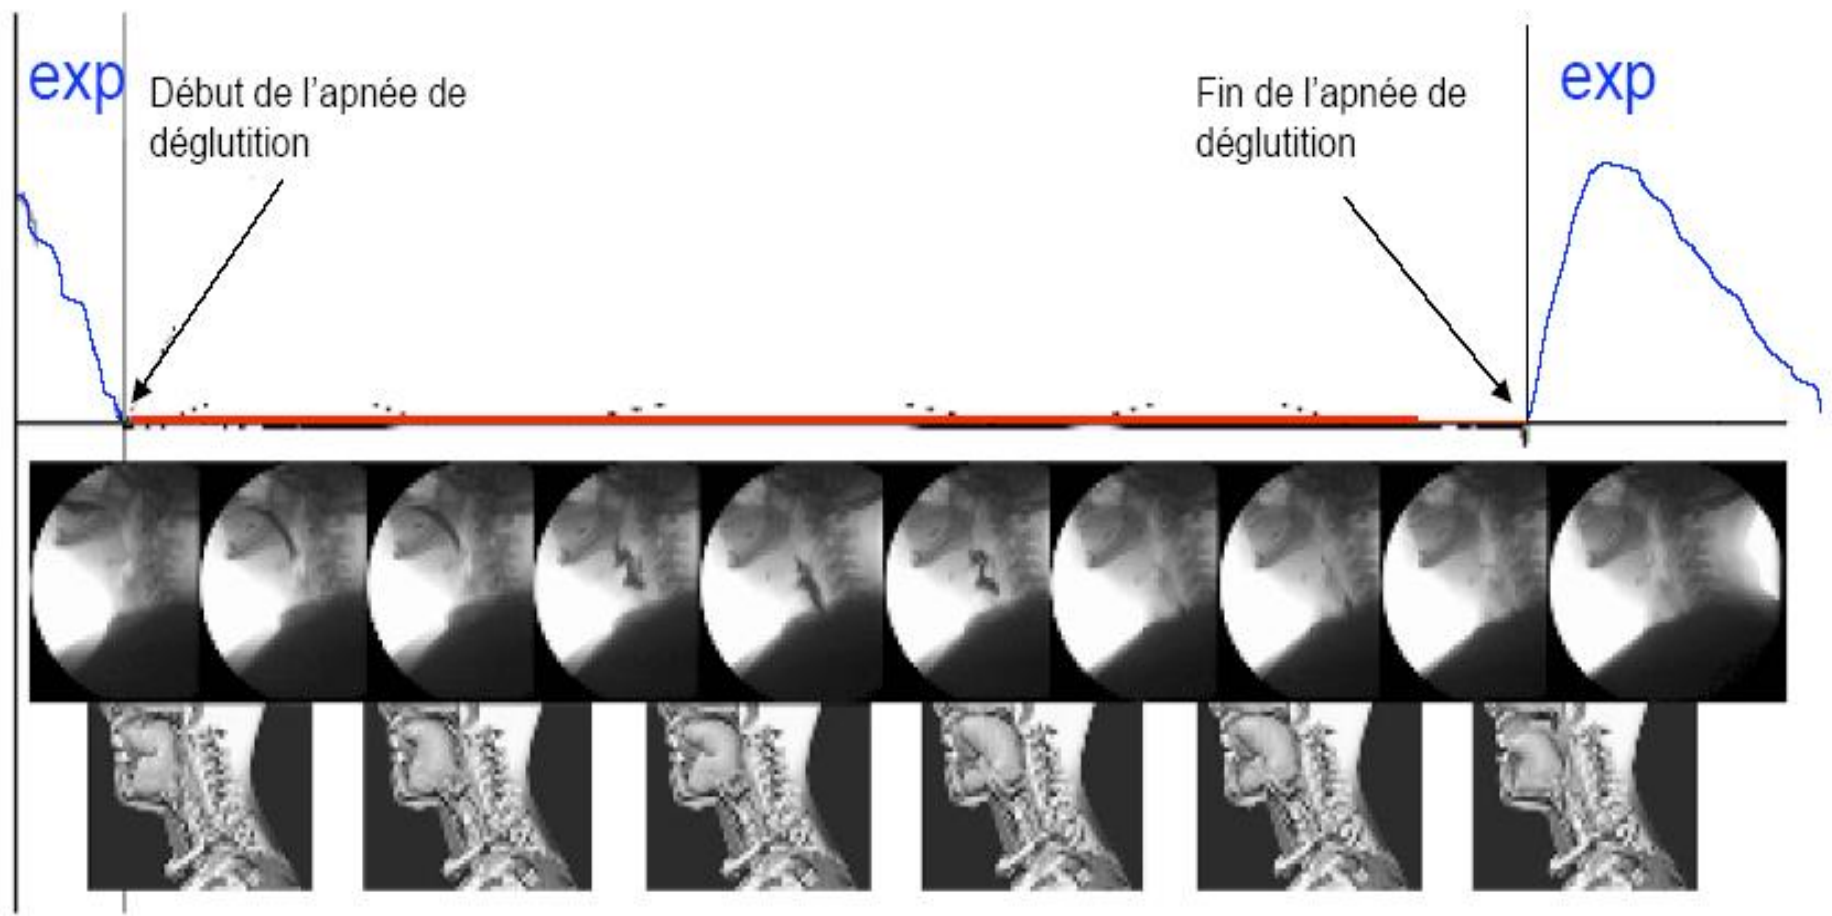 exp
Début de l'apnée de
déglutition
Fin de l'apnée de
déglutition
exp